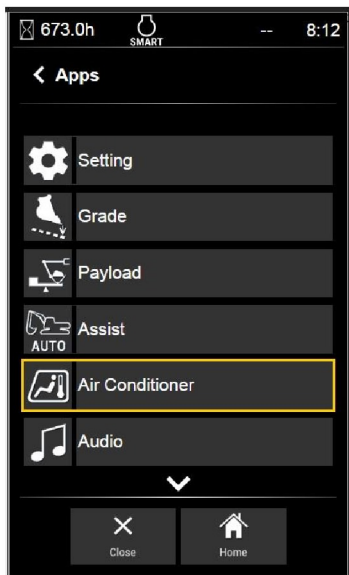 673.0h SMART -- 8:12
Apps
Setting
Grade
Payload
AUTO Assist
Air Conditioner
Audio
Close Home